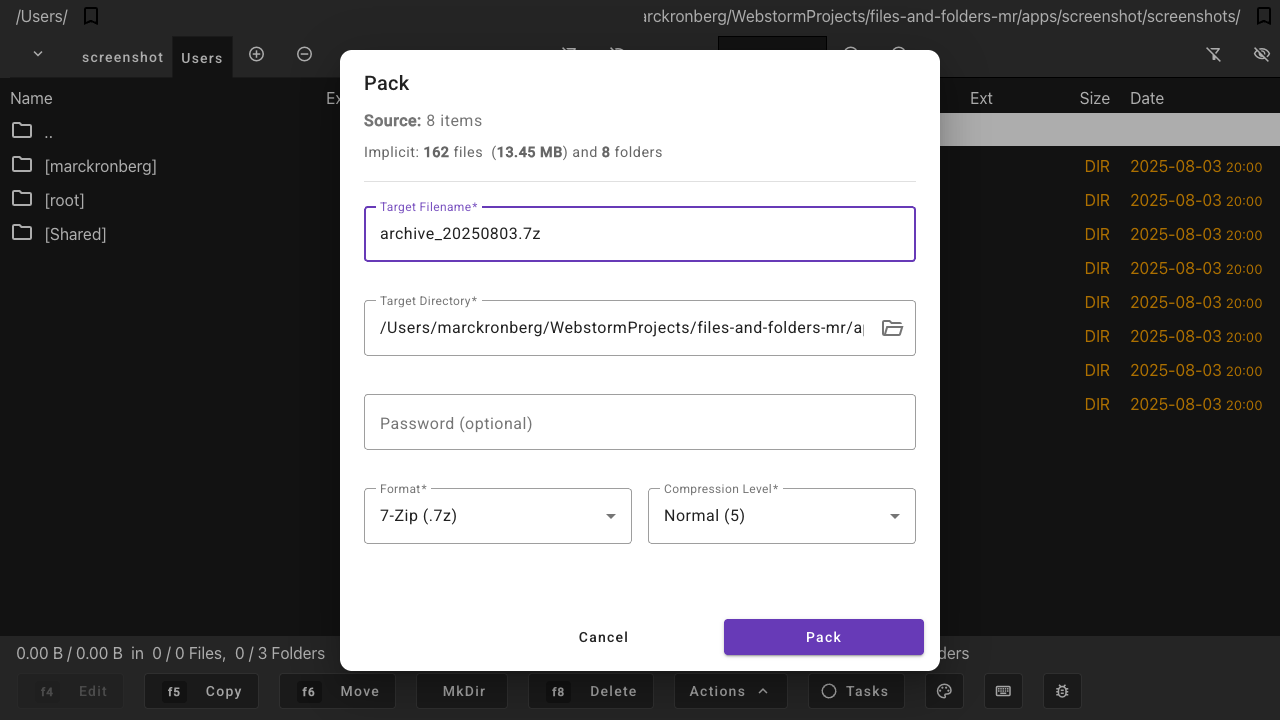 /Users/
rckronberg/WebstormProjects/files-and-folders-mr/apps/screenshot/screenshots/
screenshot
Users
Name
Ex
Ext
Size
Date
..
[marckronberg]
DIR 2025-08-03 20:00
[root]
DIR 2025-08-03 20:00
[Shared]
DIR 2025-08-03 20:00
DIR 2025-08-03 20:00
DIR 2025-08-03 20:00
DIR 2025-08-03 20:00
DIR 2025-08-03 20:00
DIR 2025-08-03 20:00
Pack
Source: 8 items
Implicit: 162 files (13.45 MB) and 8 folders
Target Filename*
archive_20250803.7z
Target Directory*
/Users/marckronberg/WebstormProjects/files-and-folders-mr/a
Password (optional)
Format*
7-Zip (.7z)
Compression Level*
Normal (5)
Cancel
Pack
0.00 B / 0.00 B in 0 / 0 Files, 0 / 3 Folders
ders
f4 Edit
f5 Copy
f6 Move
MkDir
f8 Delete
Actions
Tasks